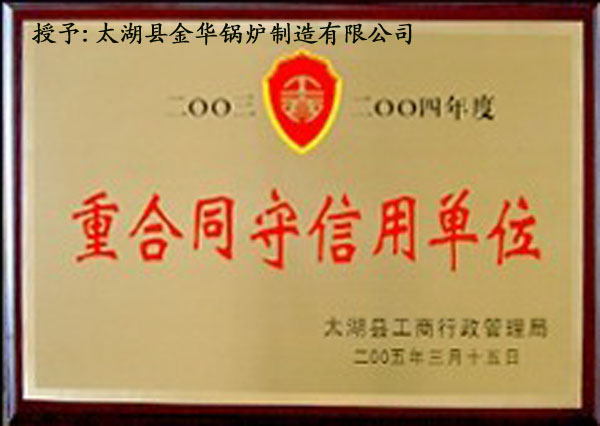 授予: 太湖县金华锅炉制造有限公司
二〇〇三 二〇〇四年度
重合同守信用单位
太湖县工商行政管理局
二〇〇五年三月十五日